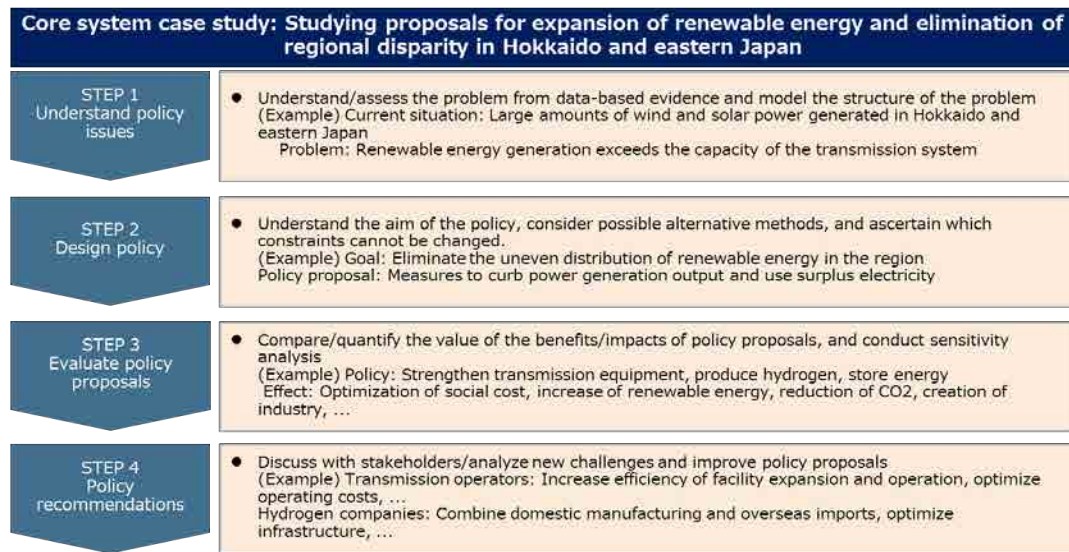 Core system case study: Studying proposals for expansion of renewable energy and elimination of
regional disparity in Hokkaido and eastern Japan
STEP 1
Understand policy
issues
● Understand/assess the problem from data-based evidence and model the structure of the problem
(Example) Current situation: Large amounts of wind and solar power generated in Hokkaido and
eastern Japan
Problem: Renewable energy generation exceeds the capacity of the transmission system
STEP 2
Design policy
● Understand the aim of the policy, consider possible alternative methods, and ascertain which
constraints cannot be changed.
(Example) Goal: Eliminate the uneven distribution of renewable energy in the region
Policy proposal: Measures to curb power generation output and use surplus electricity
STEP 3
Evaluate policy
proposals
● Compare/quantify the value of the benefits/impacts of policy proposals, and conduct sensitivity
analysis
(Example) Policy: Strengthen transmission equipment, produce hydrogen, store energy
Effect: Optimization of social cost, increase of renewable energy, reduction of CO2, creation of
industry, ...
STEP 4
Policy
recommendations
● Discuss with stakeholders/analyze new challenges and improve policy proposals
(Example) Transmission operators: Increase efficiency of facility expansion and operation, optimize
operating costs, ...
Hydrogen companies: Combine domestic manufacturing and overseas imports, optimize
infrastructure, ...